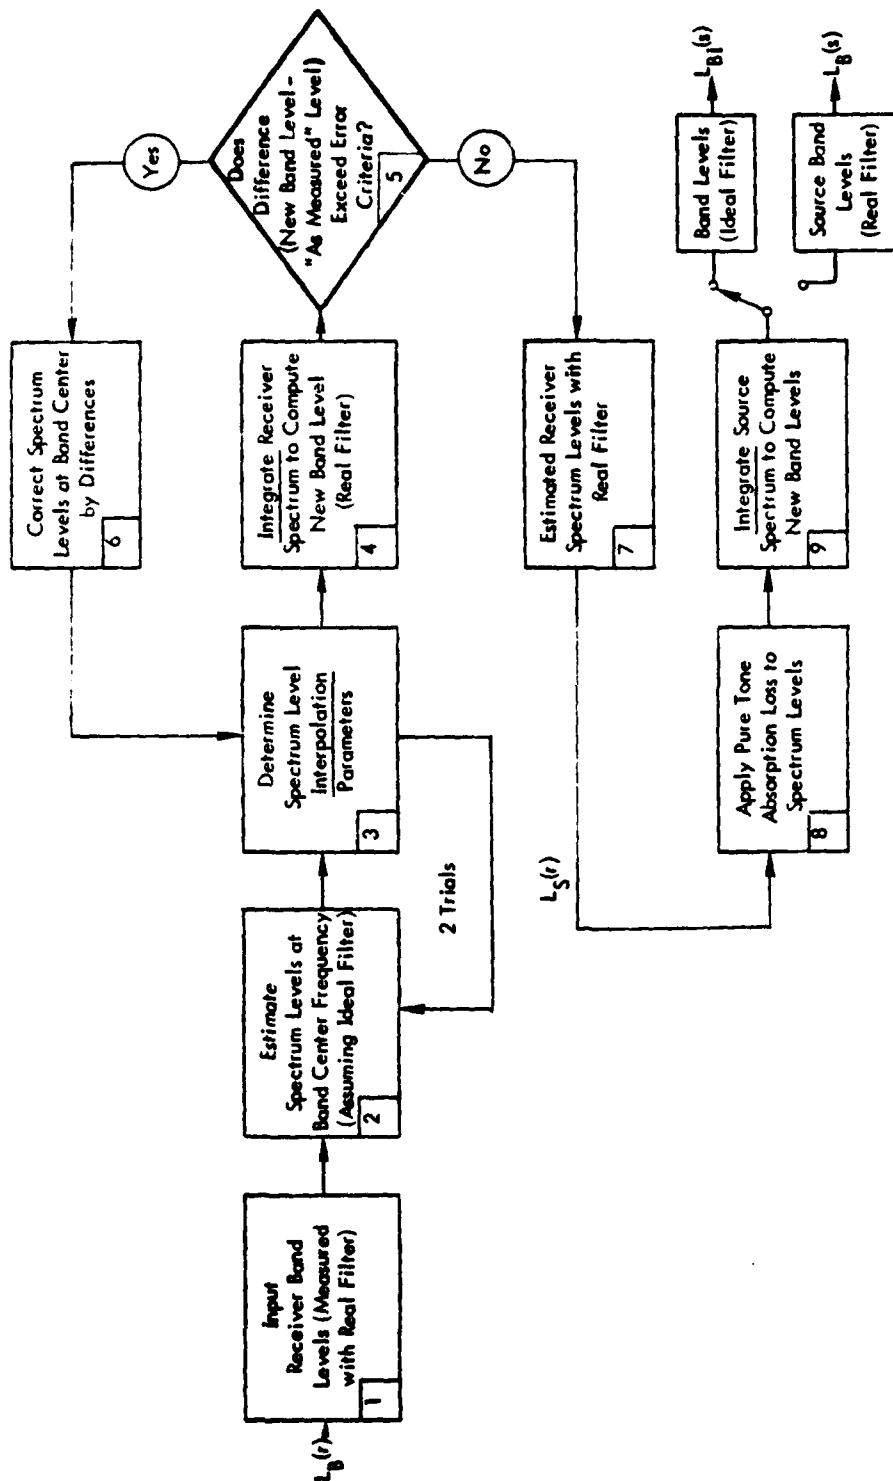 L_B(r)
Input
Receiver Band
Levels (Measured
with Real Filter)
1
Estimate
Spectrum Levels at
Band Center Frequency
(Assuming Ideal Filter)
2
2 Trials
Determine
Spectrum Level
Interpolation
Parameters
3
Integrate Receiver
Spectrum to Compute
New Band Level
(Real Filter)
4
Does
Difference
(New Band Level -
"As Measured" Level)
Exceed Error
Criteria?
5
Yes
Correct Spectrum
Levels at Band Center
by Differences
6
No
Estimated Receiver
Spectrum Levels with
Real Filter
7
L_S(r)
Apply Pure Tone
Absorption Loss to
Spectrum Levels
8
Integrate Source
Spectrum to Compute
New Band Levels
9
Band Levels
(Ideal Filter)
L_BI(s)
Source Band
Levels
(Real Filter)
L_B(s)